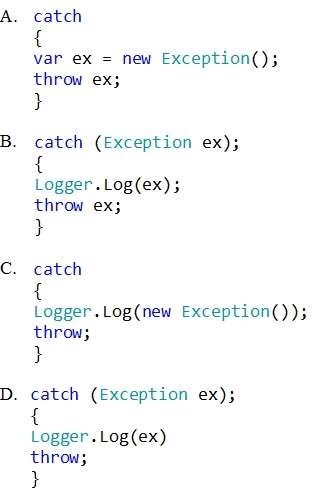 A. catch
{
var ex = new Exception();
throw ex;
}
B. catch (Exception ex);
{
Logger.Log(ex);
throw ex;
}
C. catch
{
Logger.Log(new Exception());
throw;
}
D. catch (Exception ex);
{
Logger.Log(ex)
throw;
}